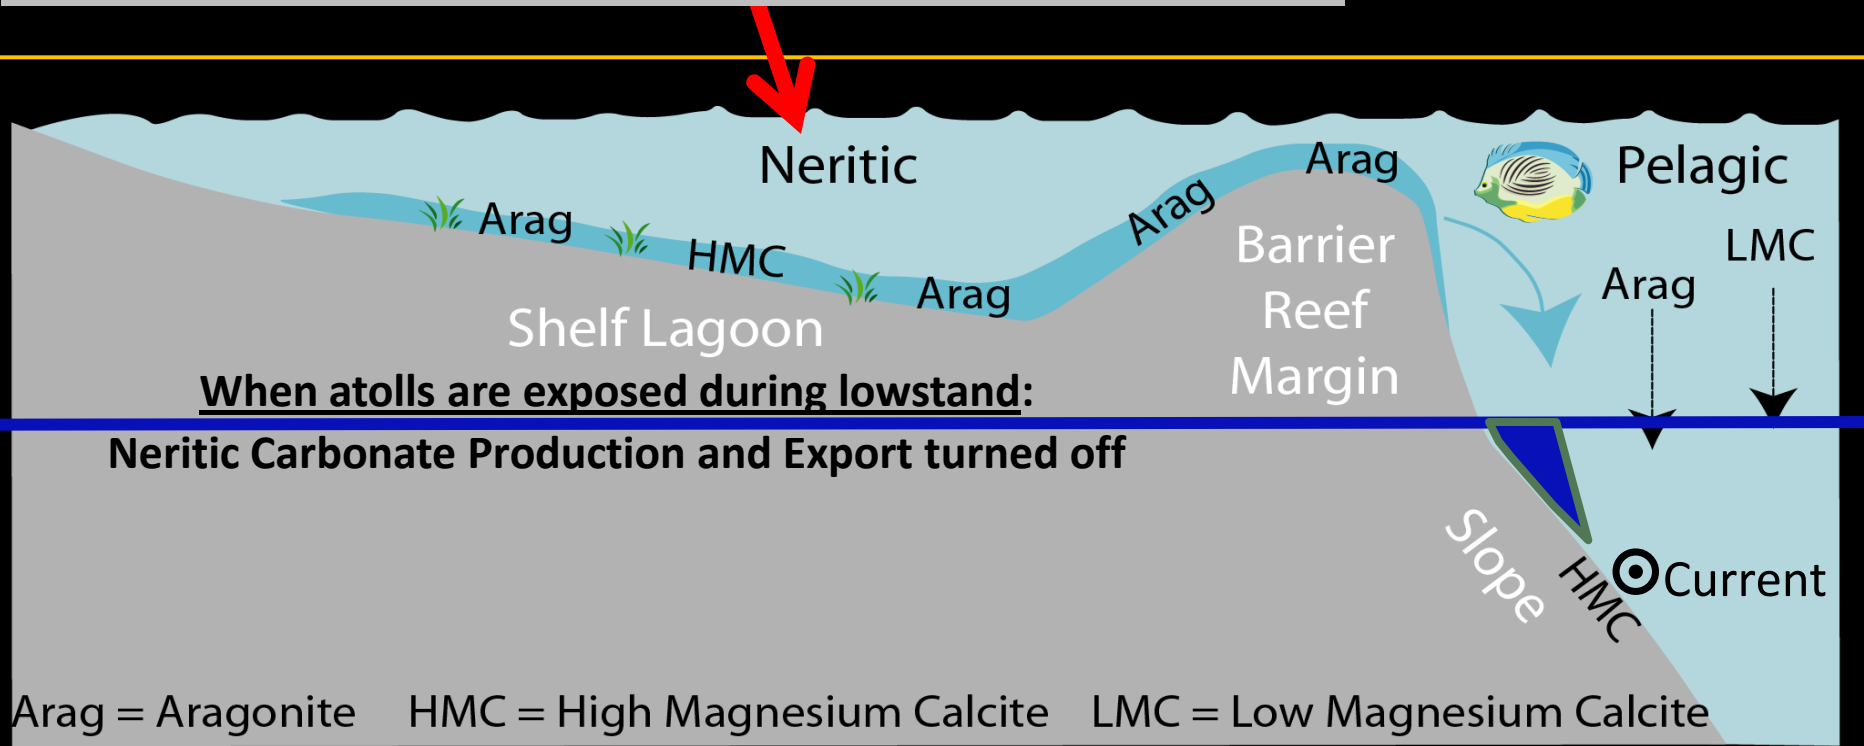 Neritic
Pelagic
Arag
Arag
Arag
HMC
Arag
LMC
Arag
Shelf Lagoon
Barrier
Reef
Margin
When atolls are exposed during lowstand:
Neritic Carbonate Production and Export turned off
Slope
HMC
Current
Arag = Aragonite HMC = High Magnesium Calcite LMC = Low Magnesium Calcite